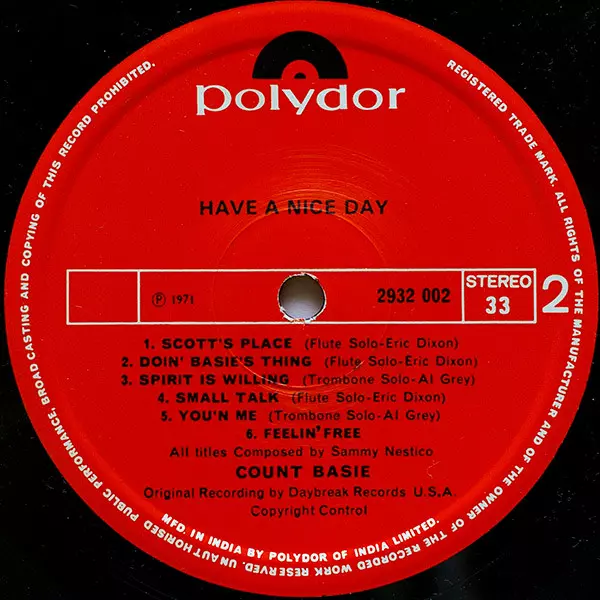 polydor
HAVE A NICE DAY
℗ 1971
2932 002
STEREO
33
2
1. SCOTT'S PLACE (Flute Solo-Eric Dixon)
2. DOIN' BASIE'S THING (Flute Solo-Eric Dixon)
3. SPIRIT IS WILLING (Trombone Solo-Al Grey)
4. SMALL TALK (Flute Solo-Eric Dixon)
5. YOU'N ME (Trombone Solo-Al Grey)
6. FEELIN' FREE
All titles Composed by Sammy Nestico
COUNT BASIE
Original Recording by Daybreak Records U.S.A.
Copyright Control
MFD. IN INDIA BY POLYDOR OF INDIA LIMITED.
REGISTERED TRADE MARK. ALL RIGHTS OF THE MANUFACTURER AND OF THE OWNER OF THE RECORDED WORK RESERVED. UNAUTHORISED PUBLIC PERFORMANCE, BROAD CASTING AND COPYING OF THIS RECORD PROHIBITED.